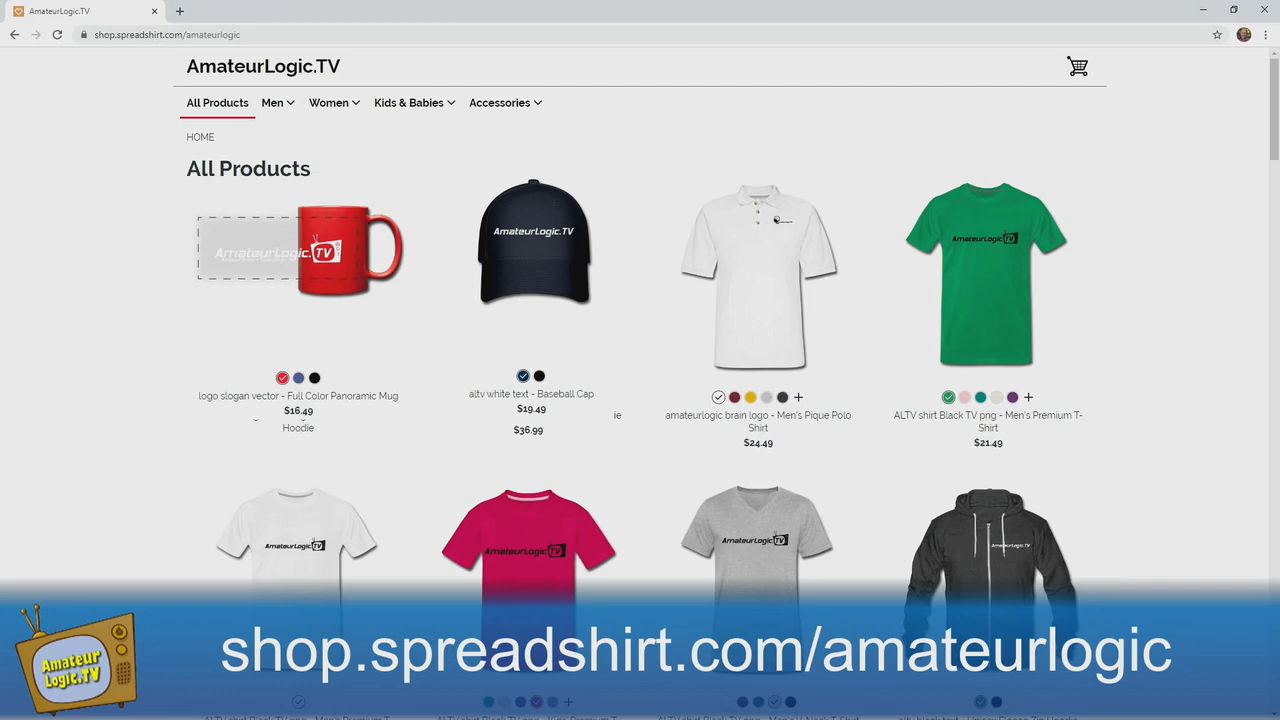 AmateurLogic.TV
shop.spreadshirt.com/amateurlogic
AmateurLogic.TV
All Products
Men
Women
Kids & Babies
Accessories
HOME
All Products
AmateurLogic.TV
AmateurLogic.TV
AmateurLogic.TV
logo slogan vector - Full Color Panoramic Mug
$16.49
Hoodie
altv white text - Baseball Cap
$19.49
$36.99
ie
amateurlogic brain logo - Men's Pique Polo
Shirt
$24.49
ALTV shirt Black TV png - Men's Premium T-
Shirt
$21.49
AmateurLogic.TV
AmateurLogic.TV
AmateurLogic.TV
AmateurLogic.TV
Amateur
Logic.TV
shop.spreadshirt.com/amateurlogic